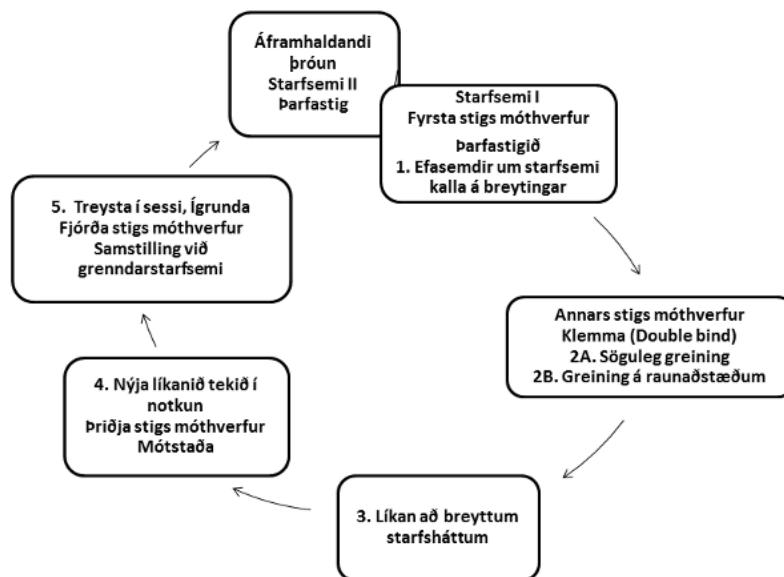 Áframhaldandi
þróun
Starfsemi II
Þarfastig
Starfsemi I
Fyrsta stigs móthverfur
Þarfastigið
1. Efasemdir um starfsemi
kalla á breytingar
Annars stigs móthverfur
Klemma (Double bind)
2A. Söguleg greining
2B. Greining á raunaðstæðum
3. Líkan að breyttum
starfsháttum
4. Nýja líkanið tekið í
notkun
Þriðja stigs móthverfur
Mótstaða
5. Treysta í sessi, Ígrunda
Fjórða stigs móthverfur
Samstilling við
grenndarstarfsemi